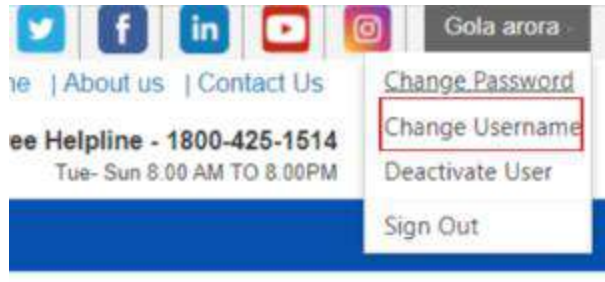 Gola arora
| About us | Contact Us
Change Password
ee Helpline - 1800-425-1514
Change Username
Tue- Sun 8.00 AM TO 8.00PM
Deactivate User
Sign Out